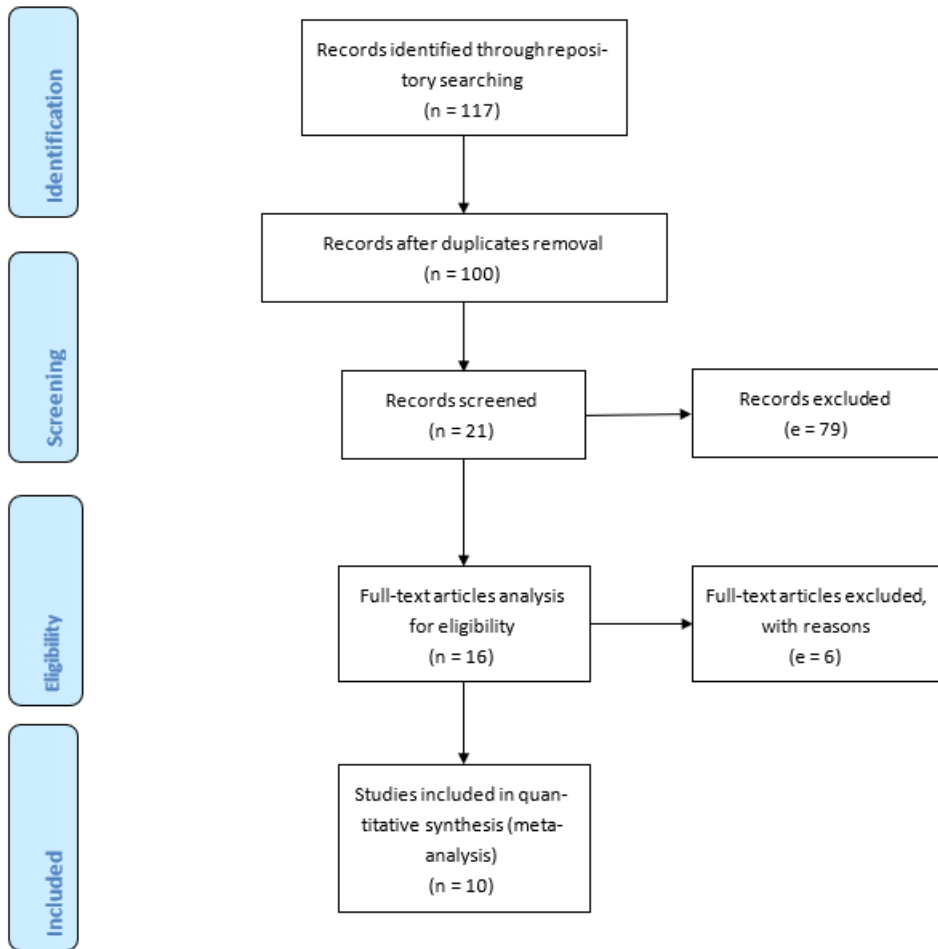 Identification
Records identified through reposi-
tory searching
(n = 117)
Records after duplicates removal
(n = 100)
Screening
Records screened
(n = 21)
Records excluded
(e = 79)
Eligibility
Full-text articles analysis
for eligibility
(n = 16)
Full-text articles excluded,
with reasons
(e = 6)
Included
Studies included in quan-
titative synthesis (meta-
analysis)
(n = 10)